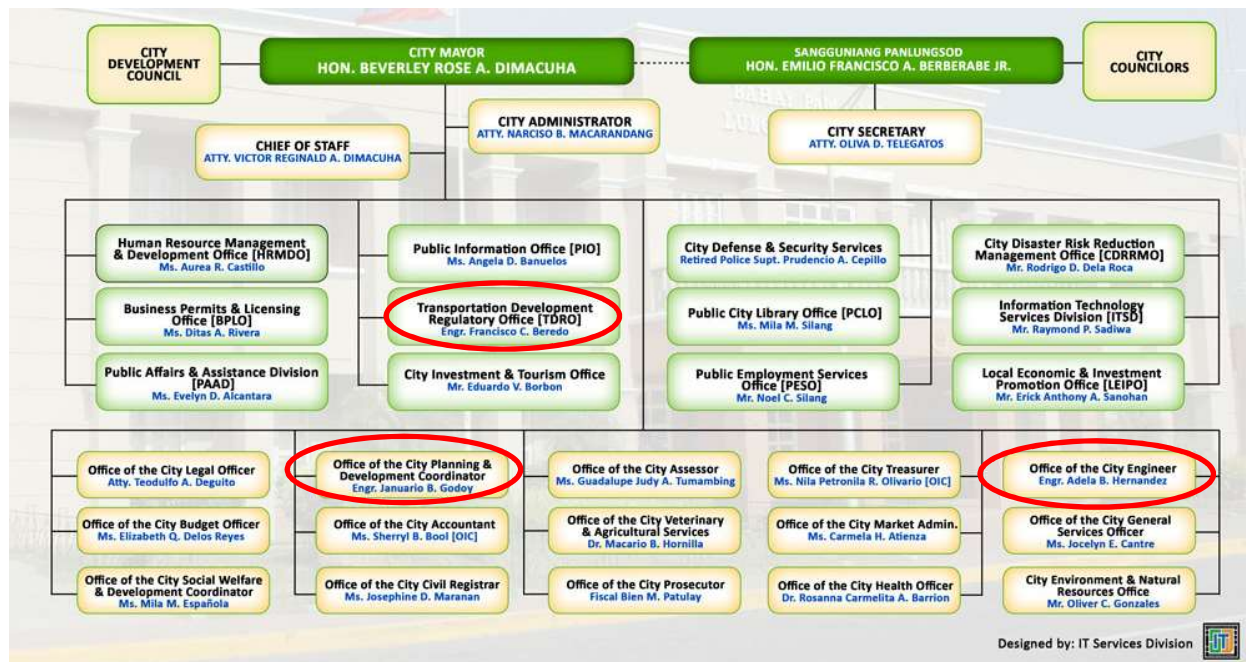 CITY
DEVELOPMENT
COUNCIL
CITY MAYOR
HON. BEVERLEY ROSE A. DIMACUHA
SANGGUNIANG PANLUNGSOD
HON. EMILIO FRANCISCO A. BERBERABE JR.
CITY
COUNCILORS
CITY ADMINISTRATOR
ATTY. NARCISO B. MACARANDANG
CHIEF OF STAFF
ATTY. VICTOR REGINALD A. DIMACUHA
CITY SECRETARY
ATTY. OLIVA D. TELEGATOS
Human Resource Management
& Development Office [HRMDO]
Ms. Aurea R. Castillo
Public Information Office [PIO]
Ms. Angela D. Banuelos
City Defense & Security Services
Retired Police Supt. Prudencio A. Cepillo
City Disaster Risk Reduction
Management Office [CDRRMO]
Mr. Rodrigo D. Dela Roca
Business Permits & Licensing
Office [BPLO]
Ms. Ditas A. Rivera
Transportation Development
Regulatory Office [TDRO]
Engr. Francisco C. Beredo
Public City Library Office [PCLO]
Ms. Mila M. Silang
Information Technology
Services Division [ITSD]
Mr. Raymond P. Sadiwa
Public Affairs & Assistance Division
[PAAD]
Ms. Evelyn D. Alcantara
City Investment & Tourism Office
Mr. Eduardo V. Borbon
Public Employment Services
Office [PESO]
Mr. Noel C. Silang
Local Economic & Investment
Promotion Office [LEIPO]
Mr. Erick Anthony A. Sanohan
Office of the City Legal Officer
Atty. Teodulfo A. Deguito
Office of the City Planning &
Development Coordinator
Engr. Januario B. Godoy
Office of the City Assessor
Ms. Guadalupe Judy A. Tumambing
Office of the City Treasurer
Ms. Nila Petronila R. Olivario [OIC]
Office of the City Engineer
Engr. Adela B. Hernandez
Office of the City Budget Officer
Ms. Elizabeth Q. Delos Reyes
Office of the City Accountant
Ms. Sherryl B. Bool [OIC]
Office of the City Veterinary
& Agricultural Services
Dr. Macario B. Hornilla
Office of the City Market Admin.
Ms. Carmela H. Atienza
Office of the City General
Services Officer
Ms. Jocelyn E. Cantre
Office of the City Social Welfare
& Development Coordinator
Ms. Mila M. Española
Office of the City Civil Registrar
Ms. Josephine D. Maranan
Office of the City Prosecutor
Fiscal Bien M. Patulay
Office of the City Health Officer
Dr. Rosanna Carmelita A. Barrion
City Environment & Natural
Resources Office
Mr. Oliver C. Gonzales
Designed by: IT Services Division
IT